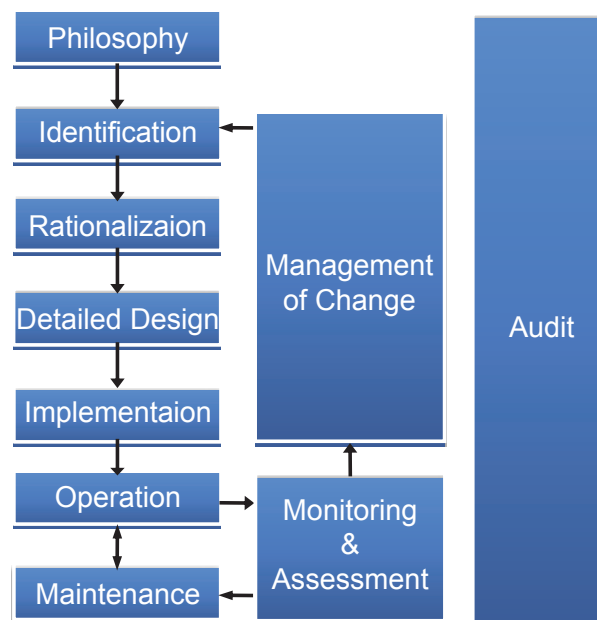 Philosophy
Identification
Rationalizaion
Detailed Design
Implementaion
Operation
Maintenance
Management
of Change
Monitoring
&
Assessment
Audit